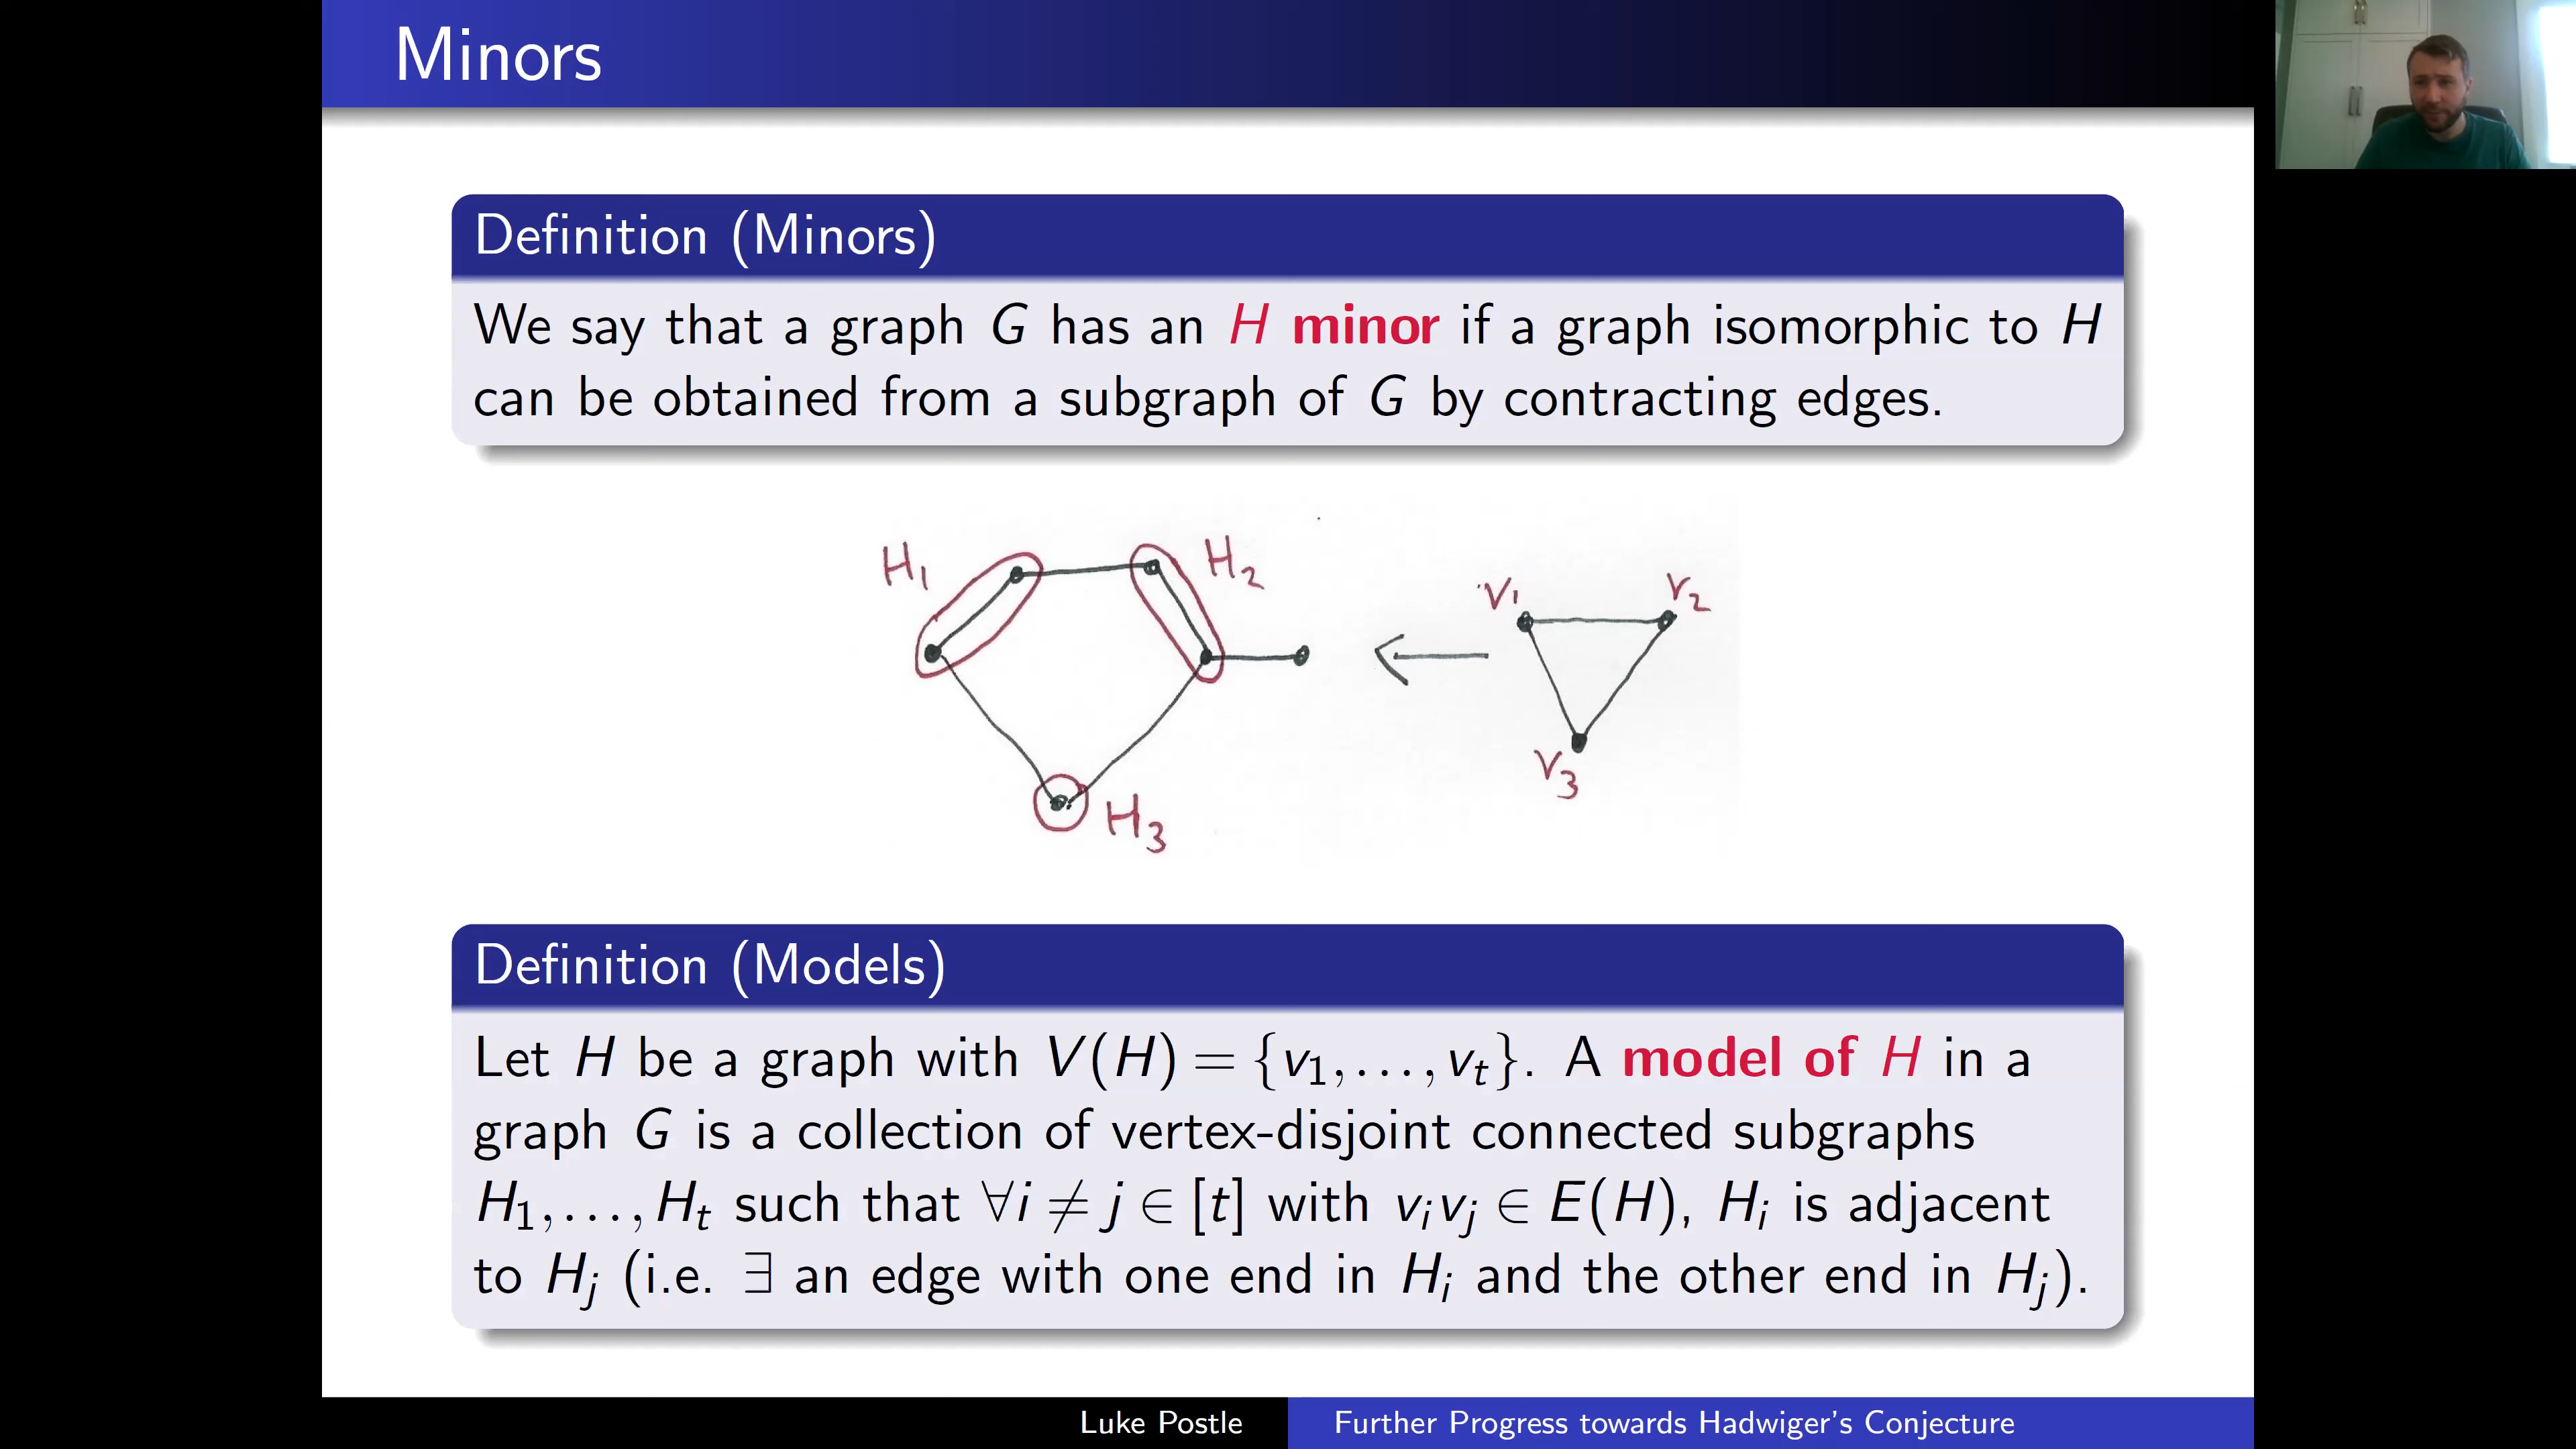 Minors
Definition (Minors)
We say that a graph G has an H minor if a graph isomorphic to H
can be obtained from a subgraph of G by contracting edges.
H₁
H₂
H₃
V₁
V₂
V₃
Definition (Models)
Let H be a graph with V(H) = {v₁, …, vₜ}. A model of H in a
graph G is a collection of vertex-disjoint connected subgraphs
H₁, …, Hₜ such that ∀i ≠ j ∈ [t] with vᵢvⱼ ∈ E(H), Hᵢ is adjacent
to Hⱼ (i.e. ∃ an edge with one end in Hᵢ and the other end in Hⱼ).
Luke Postle
Further Progress towards Hadwiger's Conjecture